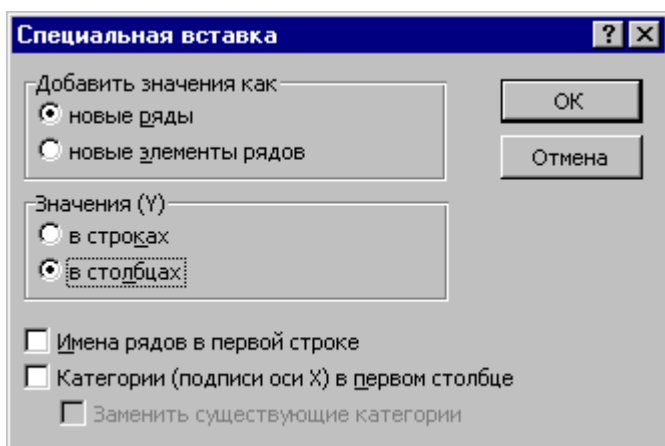 Специальная вставка
Добавить значения как
новые ряды
новые элементы рядов
OK
Отмена
Значения (Y)
в строках
в столбцах
Имена рядов в первой строке
Категории (подписи оси X) в первом столбце
Заменить существующие категории